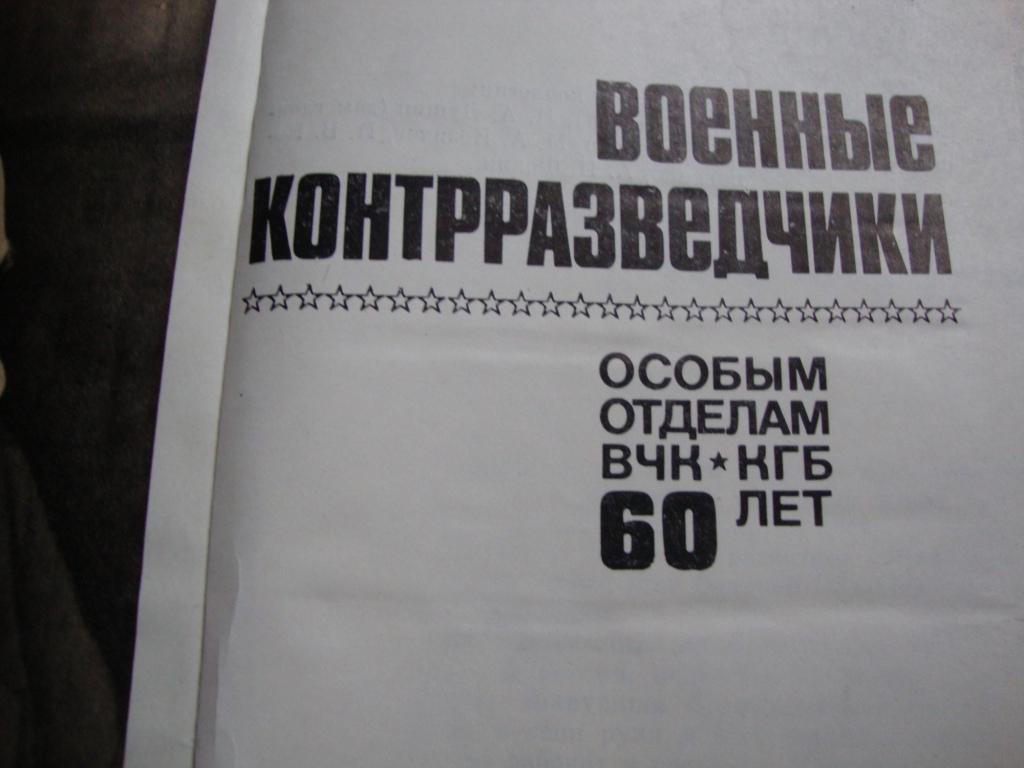 ВОЕННЫЕ
КОНТРРАЗВЕДЧИКИ
ОСОБЫМ
ОТДЕЛАМ
ВЧК★КГБ
60 ЛЕТ